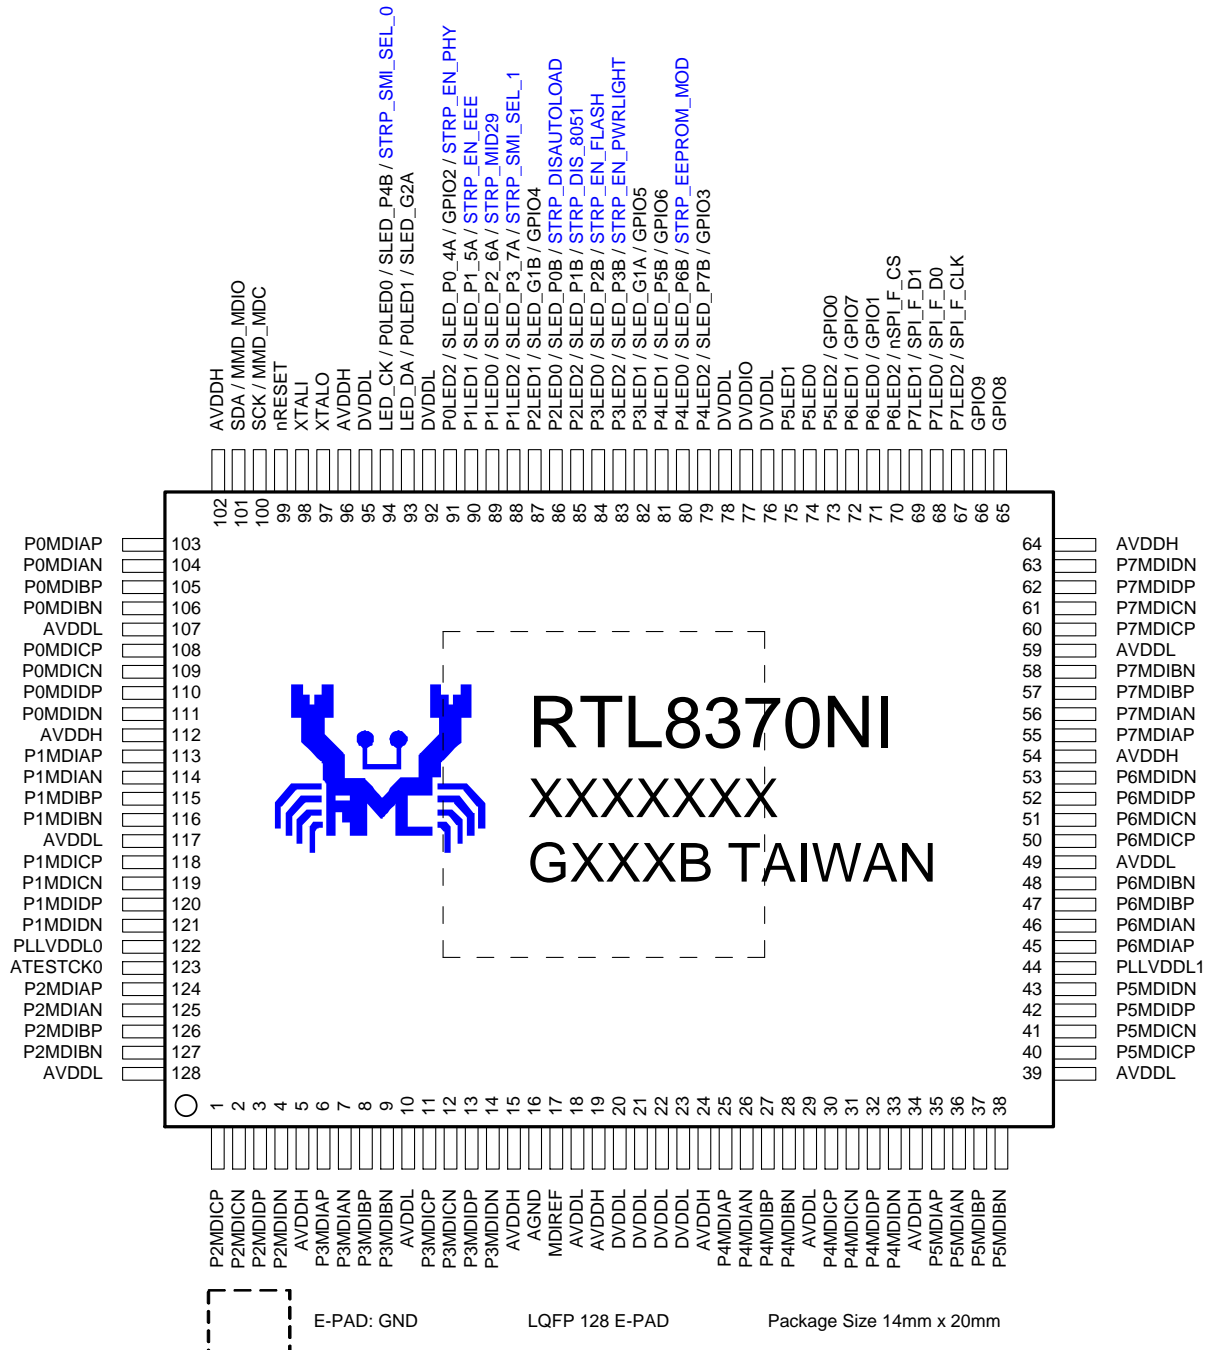 AVDDH
SDA / MMD_MDIO
SCK / MMD_MDC
nRESET
XTALI
XTALO
AVDDH
DVDDL
LED_CK / P0LED0 / SLED_P4B / STRP_SMI_SEL_0
LED_DA / P0LED1 / SLED_G2A
DVDDL
P0LED2 / SLED_P0_4A / GPIO2 / STRP_EN_PHY
P1LED1 / SLED_P1_5A / STRP_EN_EEE
P1LED0 / SLED_P2_6A / STRP_MID29
P1LED2 / SLED_P3_7A / STRP_SMI_SEL_1
P2LED1 / SLED_G1B / GPIO4
P2LED0 / SLED_P0B / STRP_DISAUTOLOAD
P2LED2 / SLED_P1B / STRP_DIS_8051
P3LED0 / SLED_P2B / STRP_EN_FLASH
P3LED2 / SLED_P3B / STRP_EN_PWRLIGHT
P3LED1 / SLED_G1A / GPIO5
P4LED1 / SLED_P5B / GPIO6
P4LED0 / SLED_P6B / STRP_EEPROM_MOD
P4LED2 / SLED_P7B / GPIO3
DVDDL
DVDDIO
DVDDL
P5LED1
P5LED0
P5LED2 / GPIO0
P6LED1 / GPIO7
P6LED0 / GPIO1
P6LED2 / nSPI_F_CS
P7LED1 / SPI_F_D1
P7LED0 / SPI_F_D0
P7LED2 / SPI_F_CLK
GPIO9
GPIO8
102
101
100
99
98
97
96
95
94
93
92
91
90
89
88
87
86
85
84
83
82
81
80
79
78
77
76
75
74
73
72
71
70
69
68
67
66
65
P0MDIAP 103
P0MDIAN 104
P0MDIBP 105
P0MDIBN 106
AVDDL 107
P0MDICP 108
P0MDICN 109
P0MDIDP 110
P0MDIDN 111
AVDDH 112
P1MDIAP 113
P1MDIAN 114
P1MDIBP 115
P1MDIBN 116
AVDDL 117
P1MDICP 118
P1MDICN 119
P1MDIDP 120
P1MDIDN 121
PLLVDDL0 122
ATESTCK0 123
P2MDIAP 124
P2MDIAN 125
P2MDIBP 126
P2MDIBN 127
AVDDL 128
RTL8370NI
XXXXXXX
GXXXB TAIWAN
64 AVDDH
63 P7MDIDN
62 P7MDIDP
61 P7MDICN
60 P7MDICP
59 AVDDL
58 P7MDIBN
57 P7MDIBP
56 P7MDIAN
55 P7MDIAP
54 AVDDH
53 P6MDIDN
52 P6MDIDP
51 P6MDICN
50 P6MDICP
49 AVDDL
48 P6MDIBN
47 P6MDIBP
46 P6MDIAN
45 P6MDIAP
44 PLLVDDL1
43 P5MDIDN
42 P5MDIDP
41 P5MDICN
40 P5MDICP
39 AVDDL
1
2
3
4
5
6
7
8
9
10
11
12
13
14
15
16
17
18
19
20
21
22
23
24
25
26
27
28
29
30
31
32
33
34
35
36
37
38
P2MDICP
P2MDICN
P2MDIDP
P2MDIDN
AVDDH
P3MDIAP
P3MDIAN
P3MDIBP
P3MDIBN
AVDDL
P3MDICP
P3MDICN
P3MDIDP
P3MDIDN
AVDDH
AGND
MDIREF
AVDDL
AVDDH
DVDDL
DVDDL
DVDDL
DVDDL
AVDDH
P4MDIAP
P4MDIAN
P4MDIBP
P4MDIBN
AVDDL
P4MDICP
P4MDICN
P4MDIDP
P4MDIDN
AVDDH
P5MDIAP
P5MDIAN
P5MDIBP
P5MDIBN
E-PAD: GND
LQFP 128 E-PAD
Package Size 14mm x 20mm